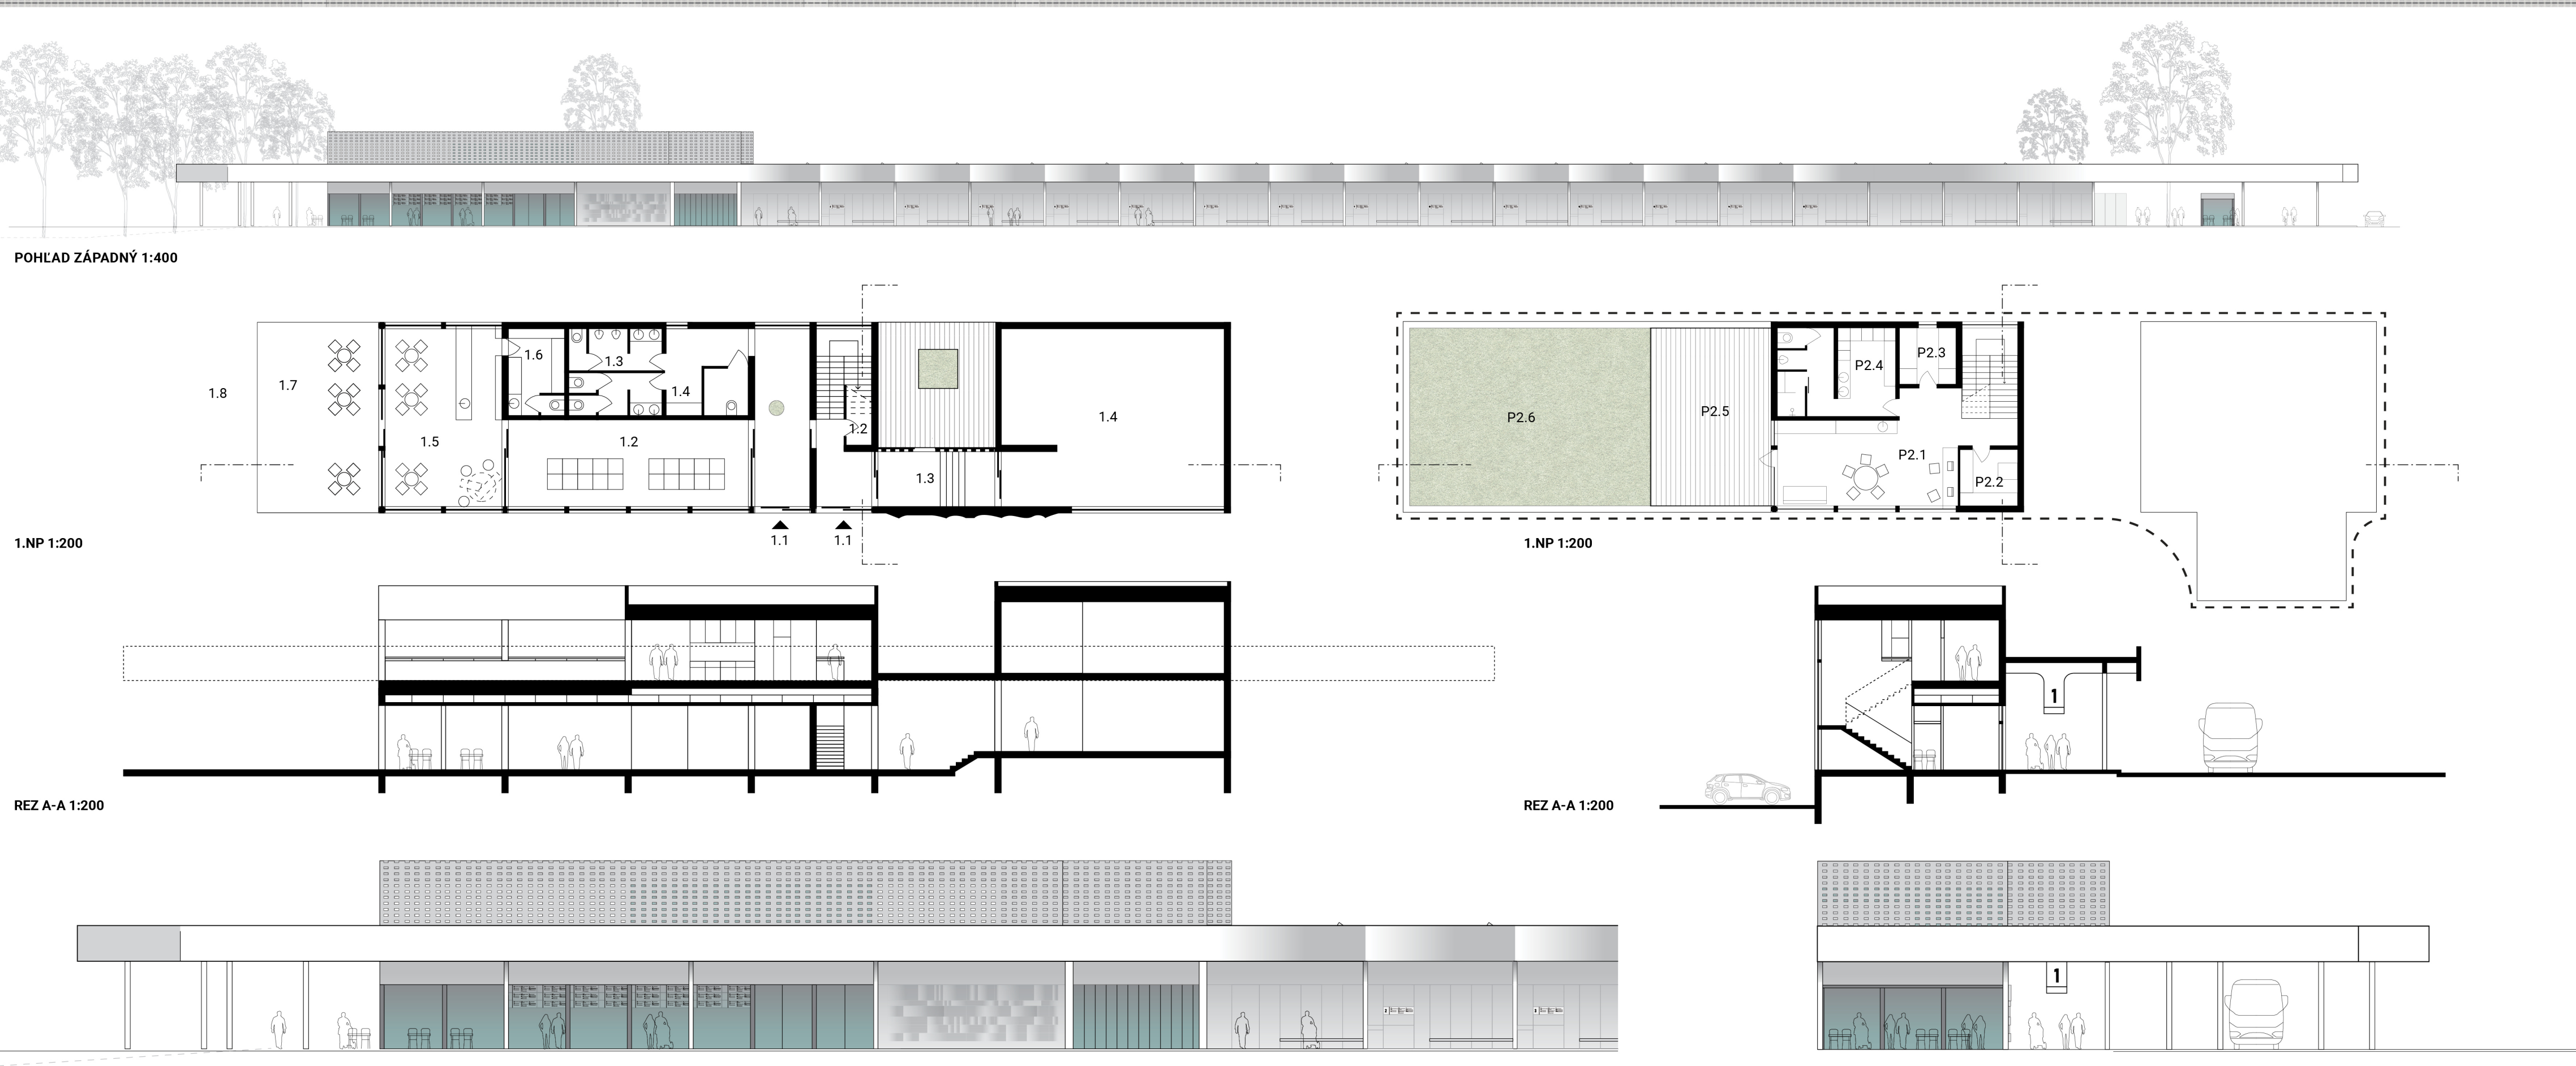 POHĽAD ZÁPADNÝ 1:400
1.8
1.7
1.5
1.6
1.3
1.4
1.2
1.2
1.3
1.4
1.1
1.1
1.NP 1:200
P2.6
P2.5
P2.4
P2.3
P2.1
P2.2
1.NP 1:200
REZ A-A 1:200
1
REZ A-A 1:200
1